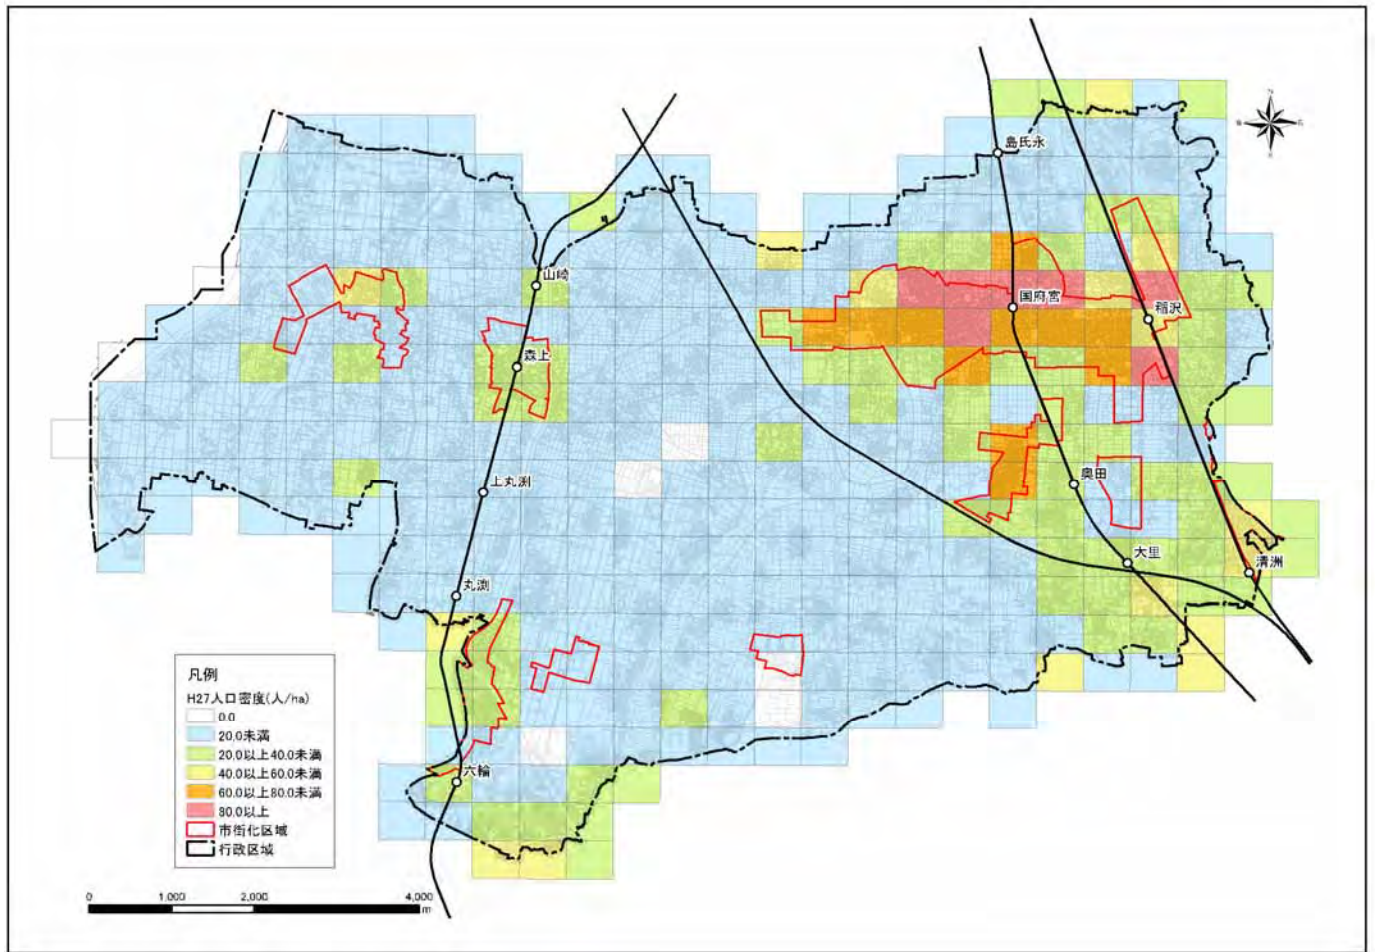 島氏永
山崎
国府宮
稲沢
森上
奥田
上丸渕
大里
清洲
丸渕
六輪
凡例
H27人口密度(人/ha)
0.0
20.0未満
20.0以上40.0未満
40.0以上60.0未満
60.0以上80.0未満
80.0以上
市街化区域
行政区域
0 1,000 2,000 4,000
m